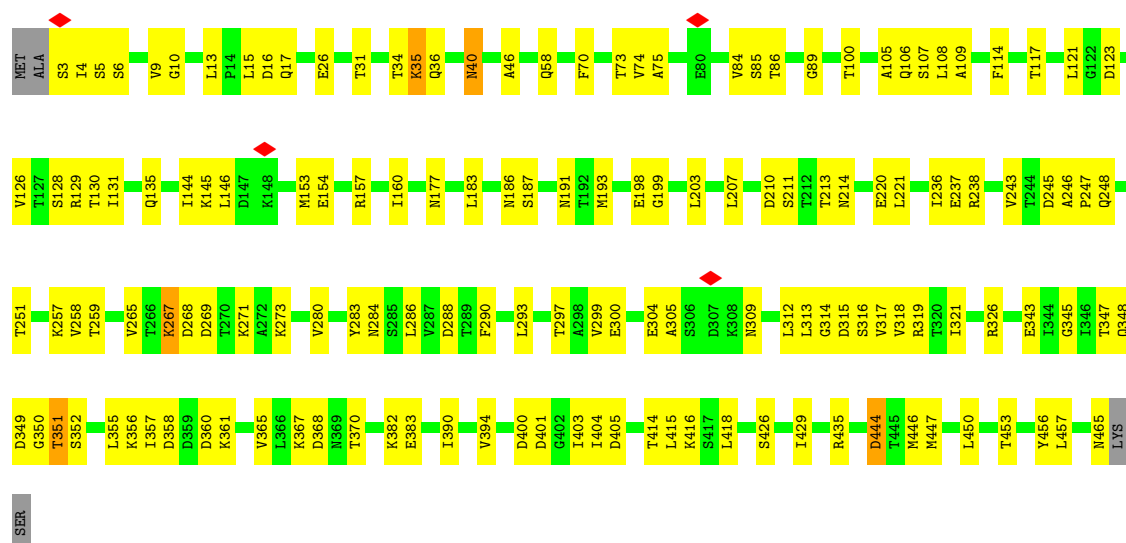 MET ALA S3 I4 S5 S6 V9 G10 L13 P14 L15 D16 Q17 E26 T31 T34 K35 Q36 N40 A46 Q58 F70 T73 V74 A75 E80 V84 S85 T86 G89 T100 A105 Q106 S107 L108 A109 F114 T117 L121 G122 D123
V126 T127 S128 R129 T130 I131 Q135 I144 K145 L146 D147 K148 M153 E154 R157 I160 N177 L183 N186 S187 N191 T192 M193 E198 G199 L203 L207 D210 S211 T212 T213 N214 E220 L221 I236 E237 R238 V243 T244 D245 A246 P247 Q248
T251 K257 V258 T259 V265 T266 K267 D268 D269 T270 K271 A272 K273 V280 Y283 N284 S285 L286 V287 D288 T289 F290 L293 T297 A298 V299 E300 E304 A305 S306 D307 K308 N309 L312 L313 G314 D315 S316 V317 V318 R319 T320 I321 R326 E343 I344 G345 I346 T347 Q348
D349 G350 T351 S352 L355 K356 I357 D358 D359 D360 K361 V365 L366 K367 D368 N369 T370 K382 E383 I390 V394 D400 D401 G402 I403 I404 D405 T414 L415 K416 S417 L418 S426 I429 R435 D444 T445 M446 M447 L450 T453 Y456 L457 N465 LYS
SER